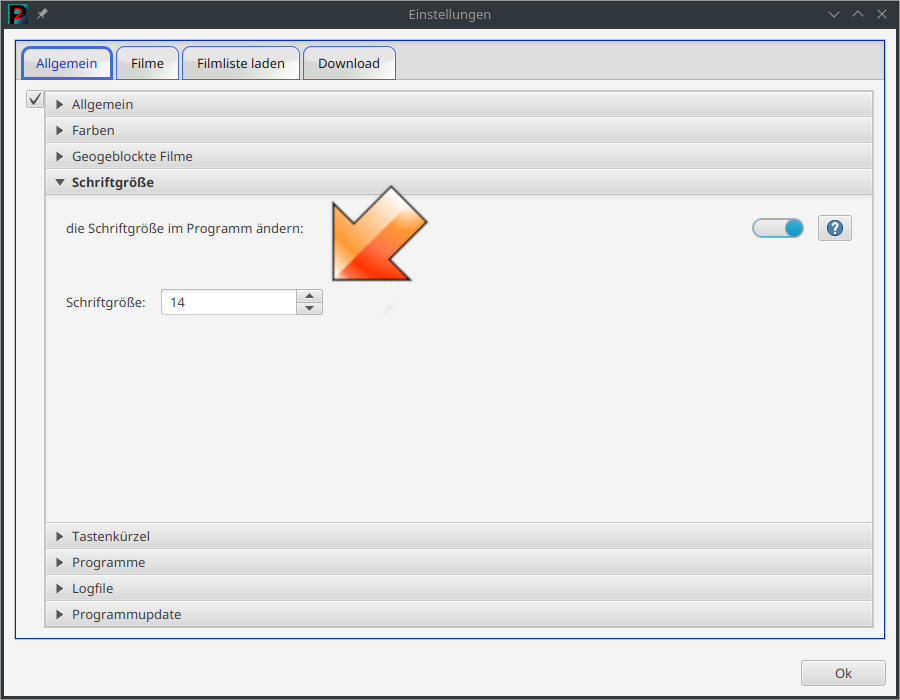 Einstellungen
Allgemein Filme Filmliste laden Download
Allgemein
Farben
Geogeblockte Filme
Schriftgröße
die Schriftgröße im Programm ändern:
?
Schriftgröße: 14
Tastenkürzel
Programme
Logfile
Programmupdate
Ok